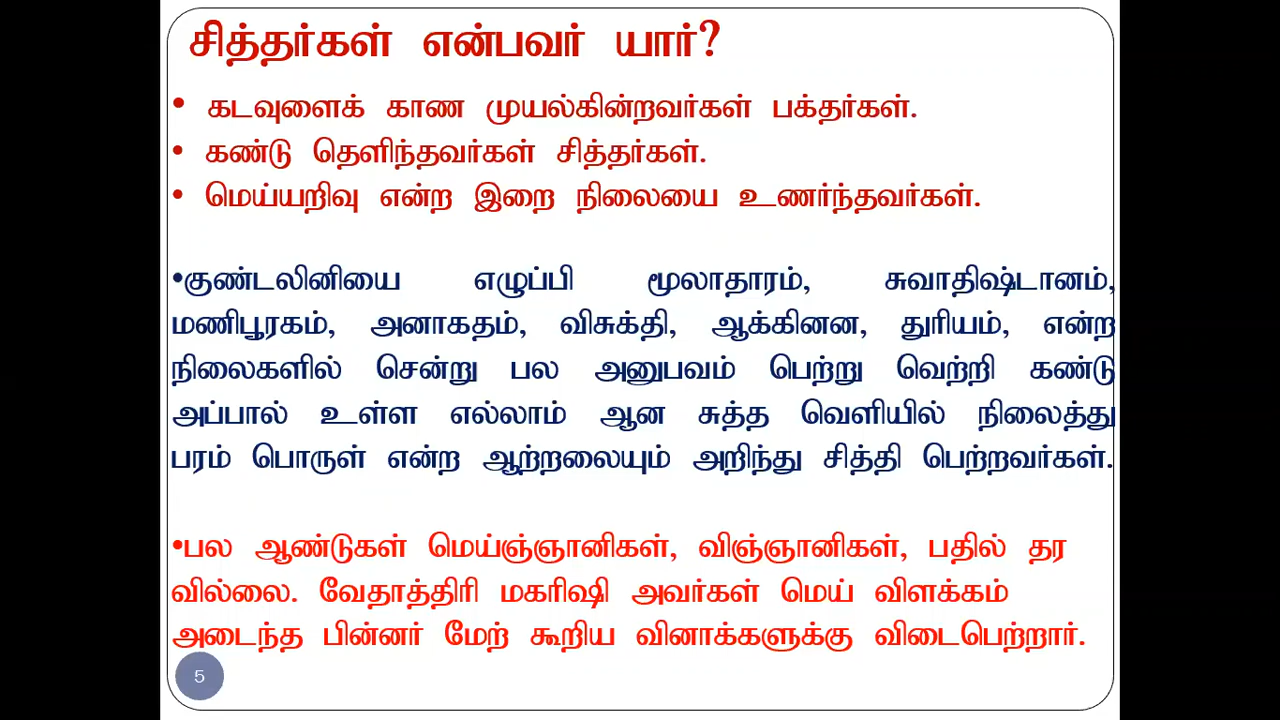 சித்தர்கள் என்பவர் யார்?
• கடவுளைக் காண முயல்கின்றவர்கள் பக்தர்கள்.
• கண்டு தெளிந்தவர்கள் சித்தர்கள்.
• மெய்யறிவு என்ற இறை நிலையை உணர்ந்தவர்கள்.
•குண்டலினியை எழுப்பி மூலாதாரம், சுவாதிஷ்டானம்,
மணிபூரகம், அனாகதம், விசுக்தி, ஆக்கினன, துரியம், என்ற
நிலைகளில் சென்று பல அனுபவம் பெற்று வெற்றி கண்டு
அப்பால் உள்ள எல்லாம் ஆன சுத்த வெளியில் நிலைத்து
பரம் பொருள் என்ற ஆற்றலையும் அறிந்து சித்தி பெற்றவர்கள்.
•பல ஆண்டுகள் மெய்ஞ்ஞானிகள், விஞ்ஞானிகள், பதில் தர
வில்லை. வேதாத்திரி மகரிஷி அவர்கள் மெய் விளக்கம்
அடைந்த பின்னர் மேற் கூறிய வினாக்களுக்கு விடைபெற்றார்.
5